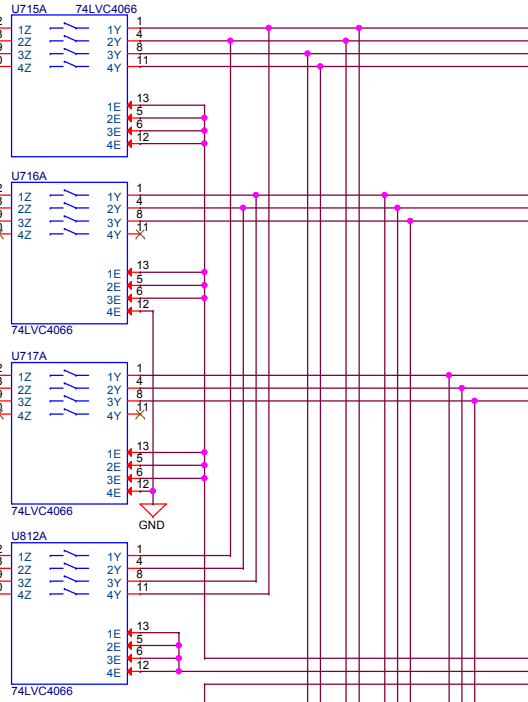 U715A 74LVC4066
1Z 1Y 1
2Z 2Y 4
3Z 3Y 8
4Z 4Y 11
1E 13
2E 5
3E 6
4E 12
U716A
1Z 1Y 1
2Z 2Y 4
3Z 3Y 8
4Z 4Y 11
1E 13
2E 5
3E 6
4E 12
74LVC4066
U717A
1Z 1Y 1
2Z 2Y 4
3Z 3Y 8
4Z 4Y 11
1E 13
2E 5
3E 6
4E 12
74LVC4066
GND
U812A
1Z 1Y 1
2Z 2Y 4
3Z 3Y 8
4Z 4Y 11
1E 13
2E 5
3E 6
4E 12
74LVC4066